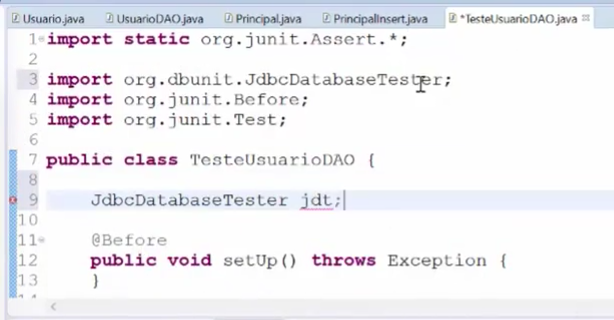 Usuario.java UsuarioDAO.java Principal.java PrincipalInsert.java *TesteUsuarioDAO.java
1 import static org.junit.Assert.*;
2
3 import org.dbunit.JdbcDatabaseTester;
4 import org.junit.Before;
5 import org.junit.Test;
6
7 public class TesteUsuarioDAO {
8
9 JdbcDatabaseTester jdt;
10
11 @Before
12 public void setUp() throws Exception {
13 }